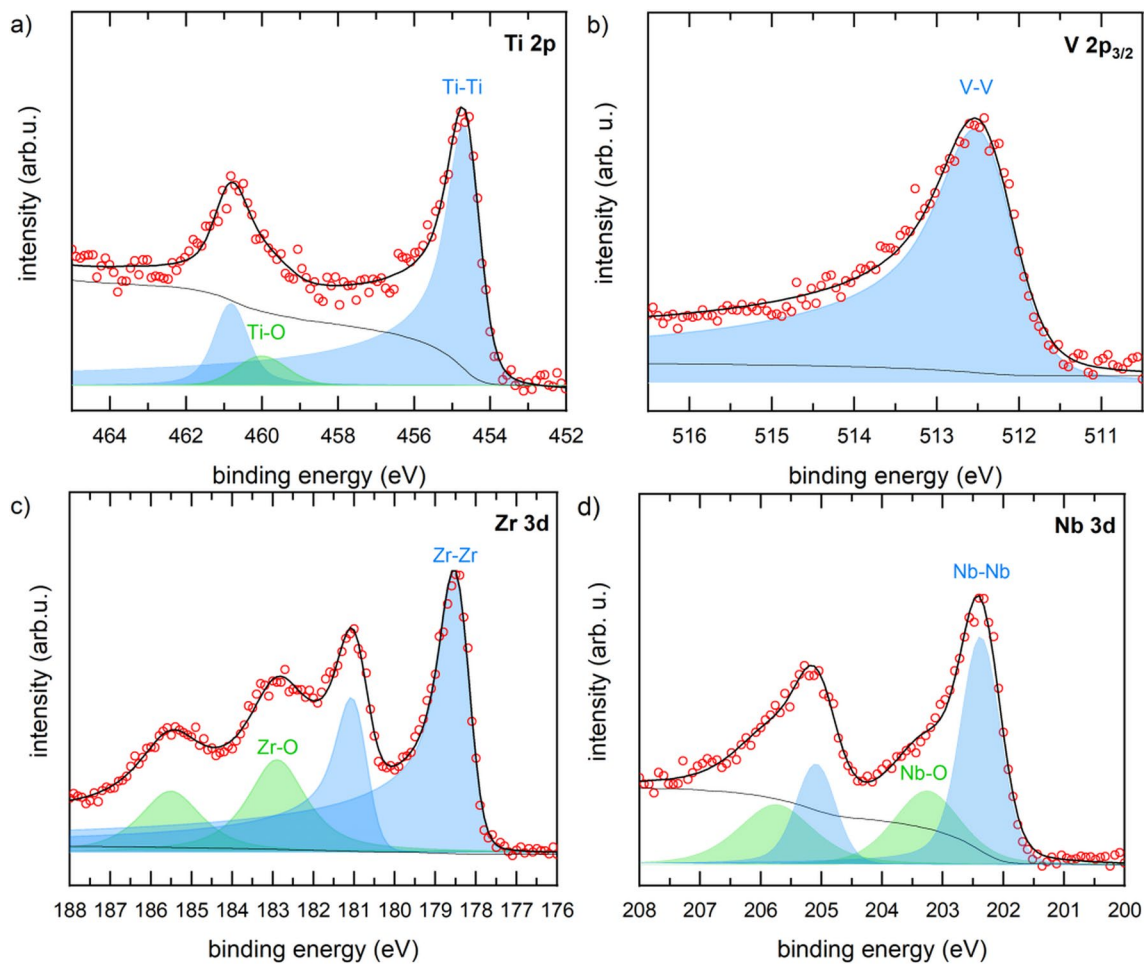 a)
Ti 2p
Ti-Ti
Ti-O
intensity (arb.u.)
464 462 460 458 456 454 452
binding energy (eV)
b)
V 2p3/2
V-V
intensity (arb. u.)
516 515 514 513 512 511
binding energy (eV)
c)
Zr 3d
Zr-Zr
Zr-O
intensity (arb.u.)
188 187 185 184 183 181 180 179 177 176
binding energy (eV)
d)
Nb 3d
Nb-Nb
Nb-O
intensity (arb. u.)
208 207 206 205 204 203 202 201 200
binding energy (eV)